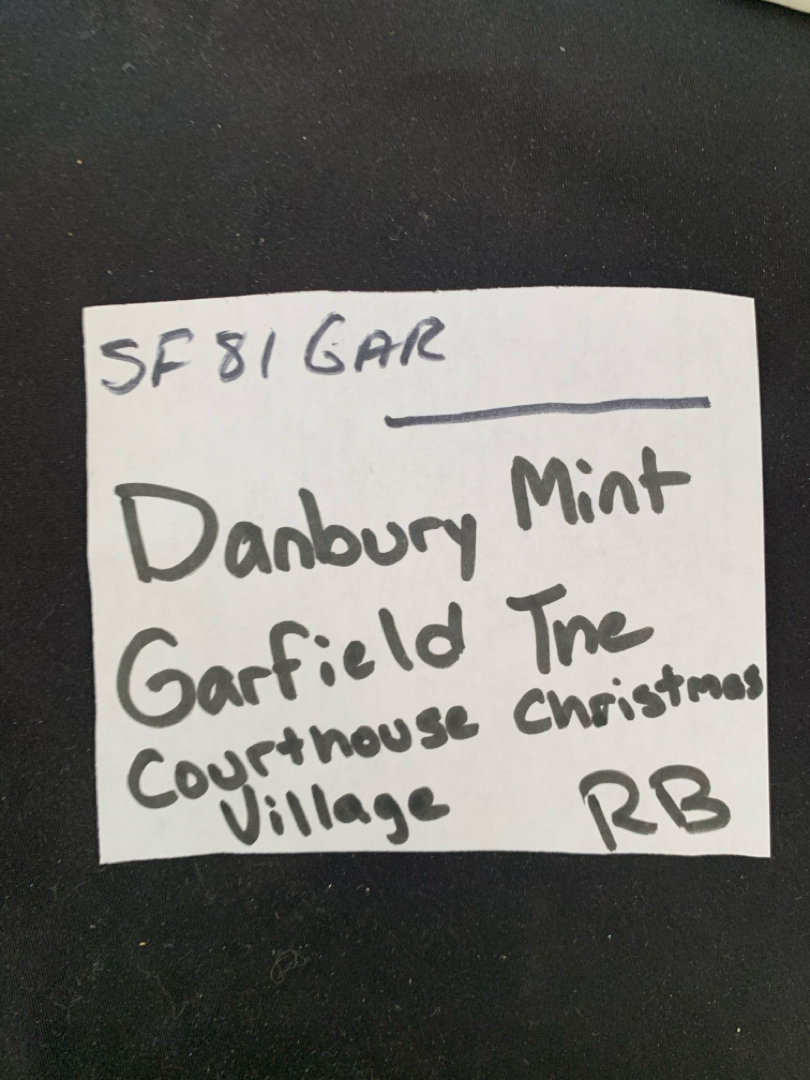 SF 81 GAR
Danbury Mint
Garfield The
Courthouse Christmas
Village RB